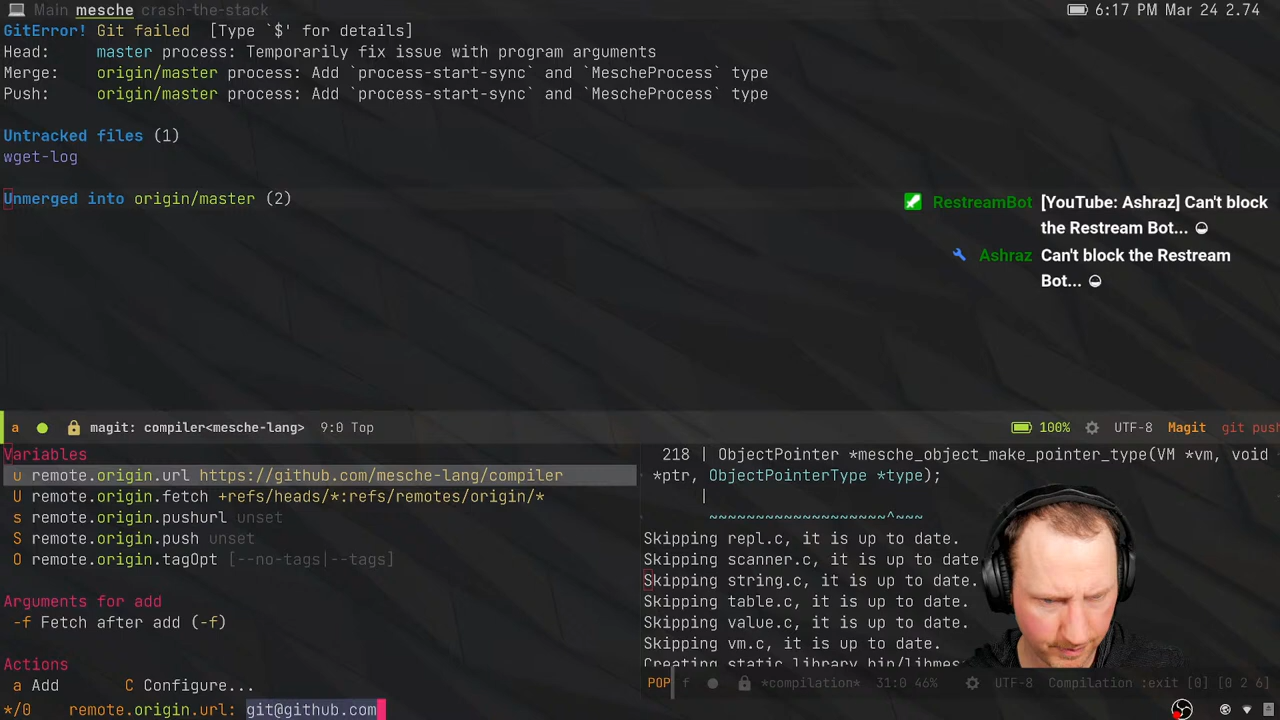 Main mesche crash-the-stack
6:17 PM Mar 24 2.74
GitError! Git failed [Type `$' for details]
Head: master process: Temporarily fix issue with program arguments
Merge: origin/master process: Add `process-start-sync` and `MescheProcess` type
Push: origin/master process: Add `process-start-sync` and `MescheProcess` type
Untracked files (1)
wget-log
Unmerged into origin/master (2)
RestreamBot [YouTube: Ashraz] Can't block
the Restream Bot...
Ashraz Can't block the Restream
Bot...
a magit: compiler<mesche-lang> 9:0 Top
100% UTF-8 Magit git push
Variables
u remote.origin.url https://github.com/mesche-lang/compiler
U remote.origin.fetch +refs/heads/*:refs/remotes/origin/*
s remote.origin.pushurl unset
S remote.origin.push unset
O remote.origin.tagOpt [--no-tags|--tags]
Arguments for add
-f Fetch after add (-f)
Actions
a Add C Configure...
*/0 remote.origin.url: git@github.com
218 | ObjectPointer *mesche_object_make_pointer_type(VM *vm, void
*ptr, ObjectPointerType *type);
|
~~~~~~~~~~~~~~~~~~~^~~~
Skipping repl.c, it is up to date.
Skipping scanner.c, it is up to date.
Skipping string.c, it is up to date.
Skipping table.c, it is up to date.
Skipping value.c, it is up to date.
Skipping vm.c, it is up to date.
Creating static library bin/libmes
POP f *compilation* 31:0 46% UTF-8 Compilation :exit [0] [0 2 6]